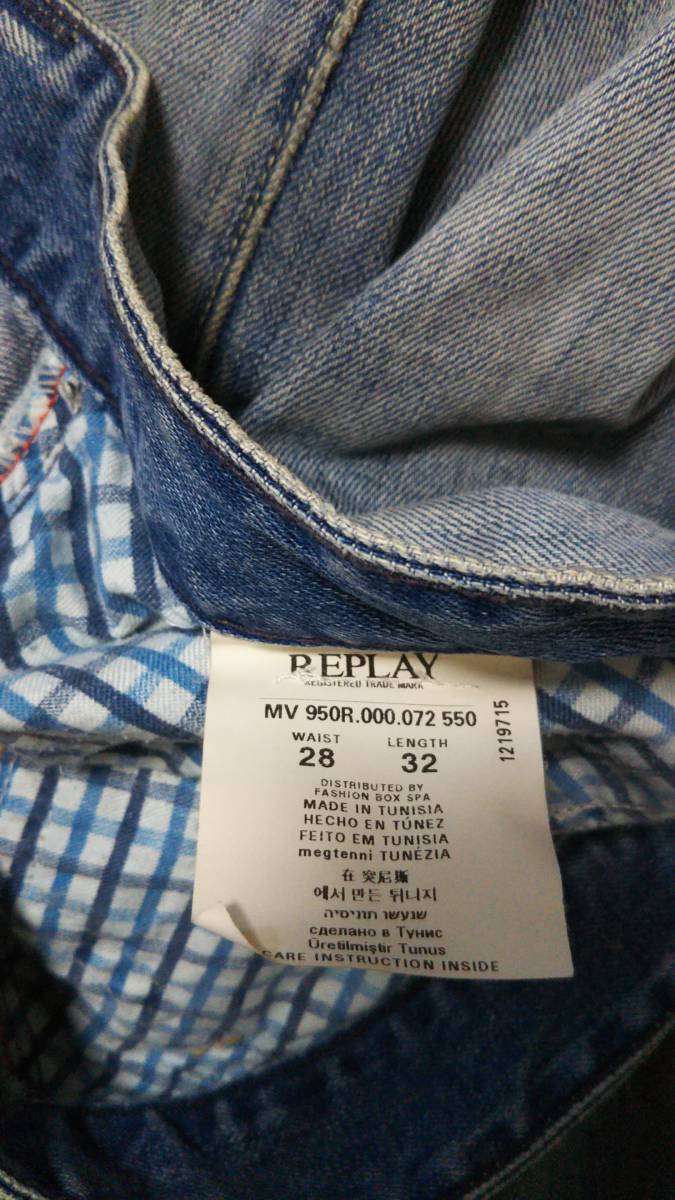 REPLAY
REGISTERED TRADE MARK
MV 950R.000.072 550
WAIST LENGTH
28 32
1219715
DISTRIBUTED BY
FASHION BOX SPA
MADE IN TUNISIA
HECHO EN TÚNEZ
FEITO EM TUNISIA
megtenni TUNÉZIA
在 突尼斯
에서 만든 튀니지
שנעשו תוניסיה
сделано в Тунис
Üretilmiştir Tunus
CARE INSTRUCTION INSIDE